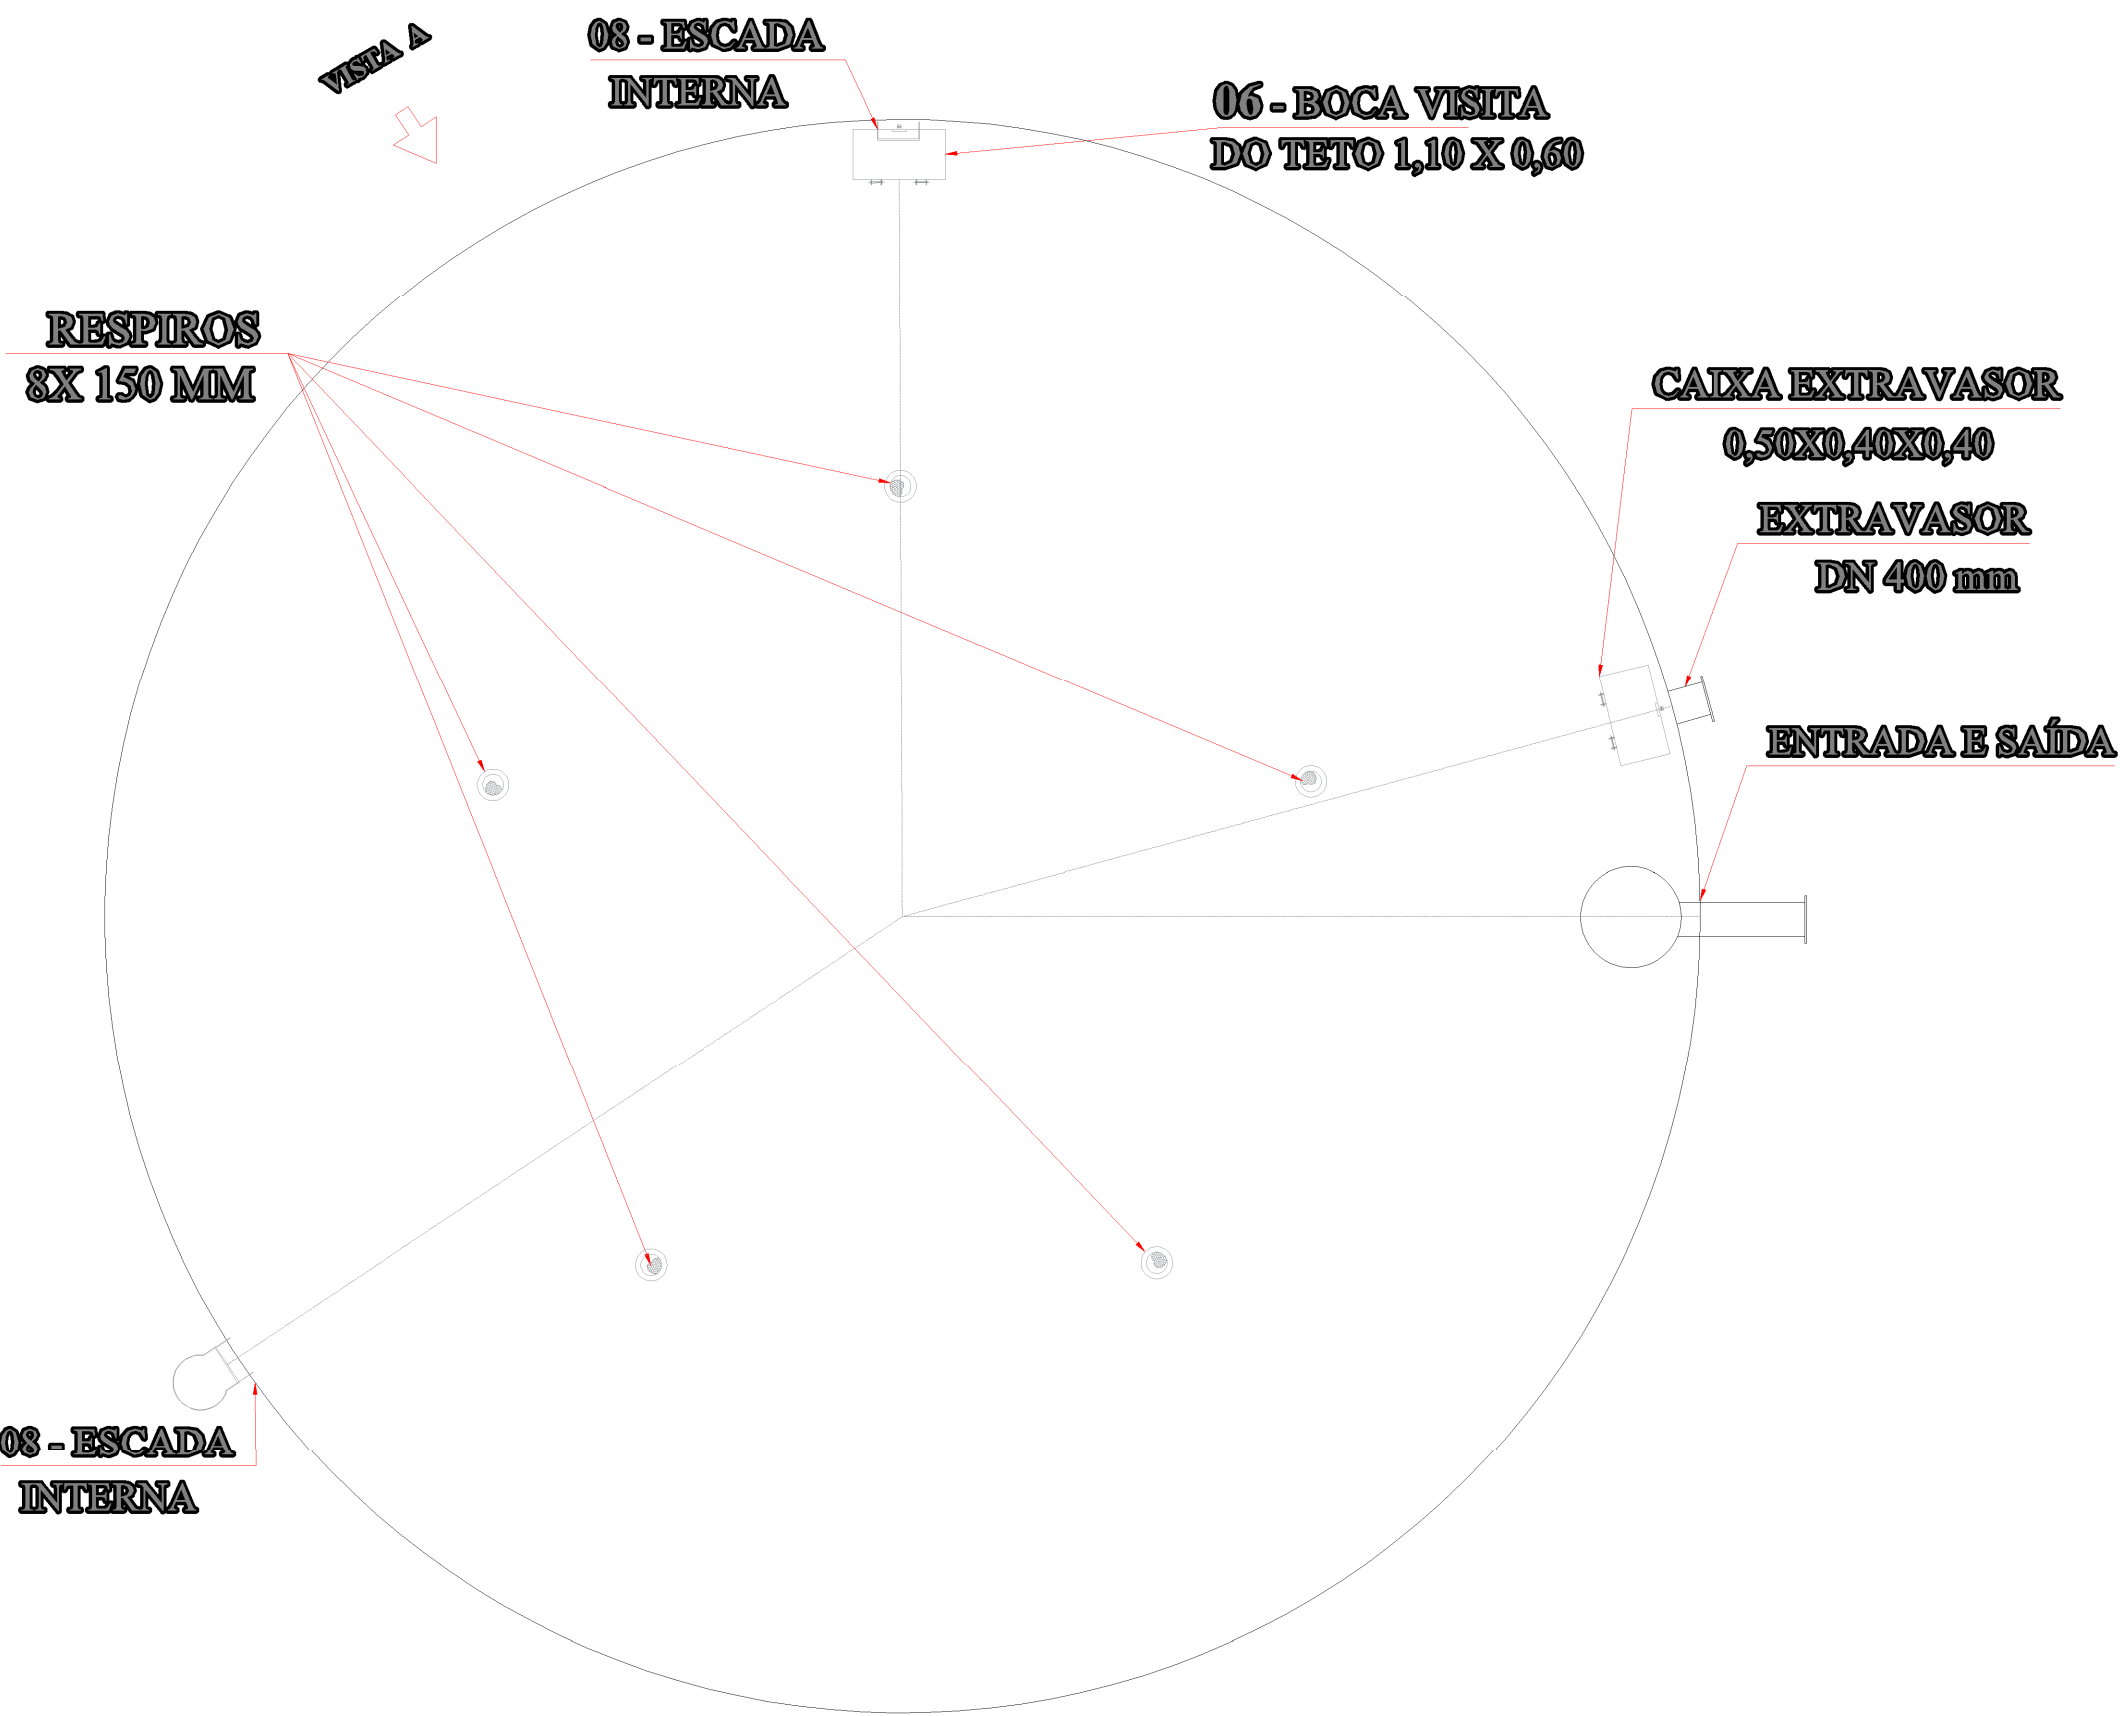 VISTA A
08 - ESCADA
INTERNA
06 - BOCA VISITA
DO TETO 1,10 X 0,60
RESPIROS
8X 150 MM
CAIXA EXTRAVASOR
0,50X0,40X0,40
EXTRAVASOR
DN 400 mm
ENTRADA E SAÍDA
08 - ESCADA
INTERNA